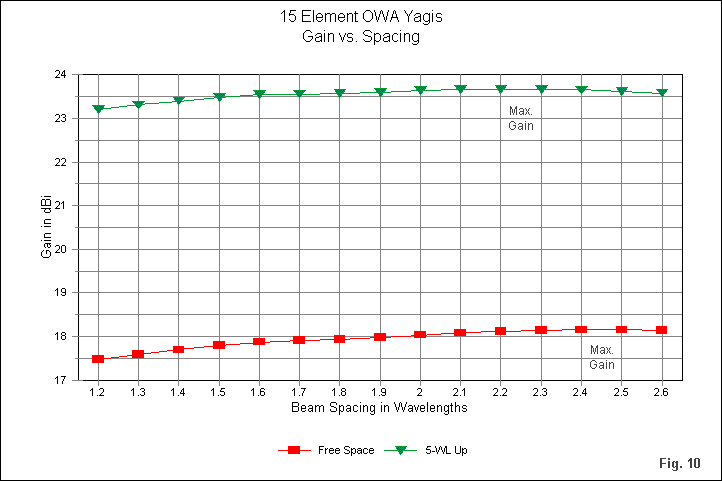 15 Element OWA Yagis
Gain vs. Spacing
24
23
22
21
20
19
18
17
Gain in dBi
Max.
Gain
Max.
Gain
1.2 1.3 1.4 1.5 1.6 1.7 1.8 1.9 2 2.1 2.2 2.3 2.4 2.5 2.6
Beam Spacing in Wavelengths
Free Space 5-WL Up
Fig. 10